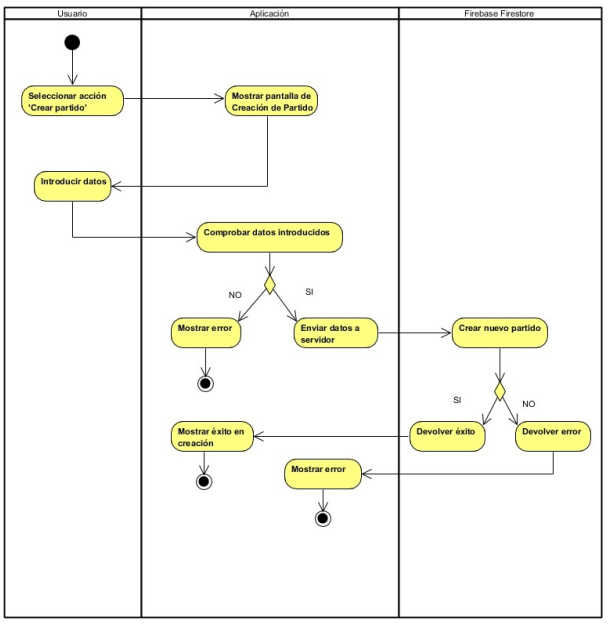 Usuario
Aplicación
Firebase Firestore
Seleccionar acción
'Crear partido'
Mostrar pantalla de
Creación de Partido
Introducir datos
Comprobar datos introducidos
NO
SI
Mostrar error
Enviar datos a
servidor
Crear nuevo partido
SI
NO
Mostrar éxito en
creación
Devolver éxito
Devolver error
Mostrar error